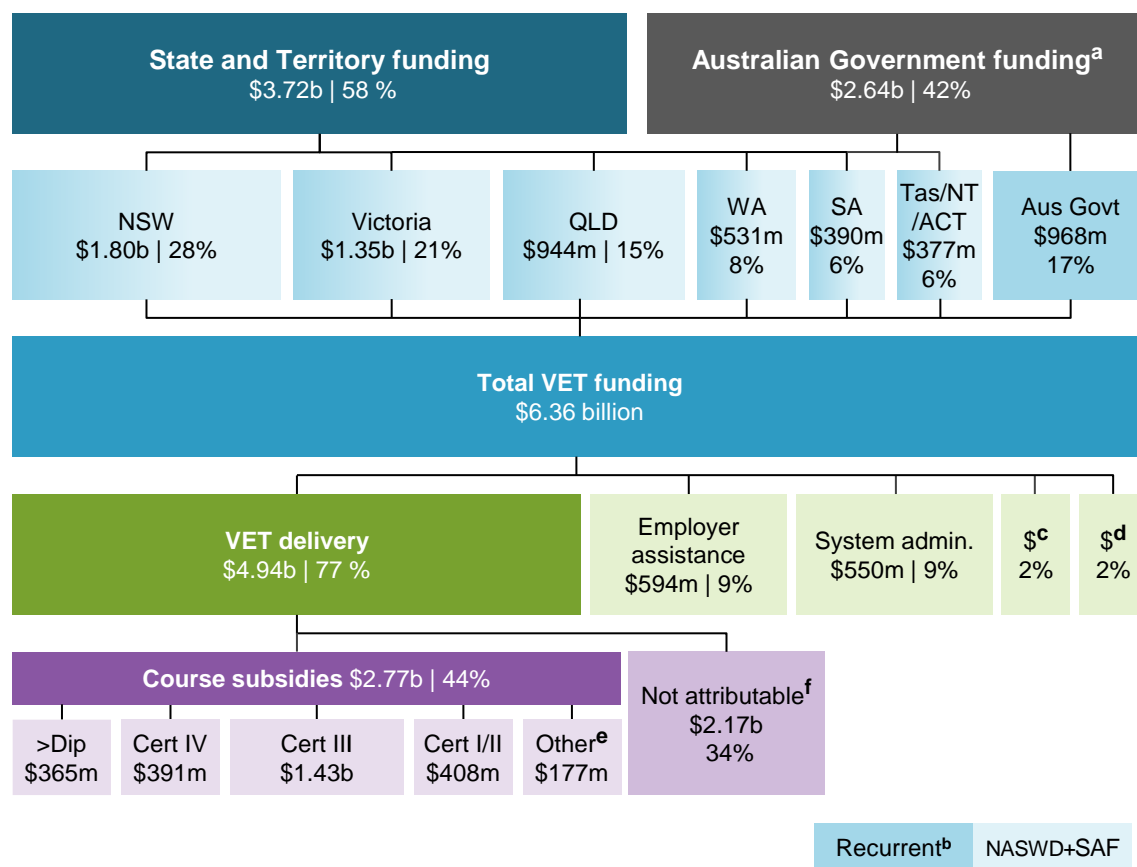 State and Territory funding
$3.72b | 58 %
Australian Government fundingᵃ
$2.64b | 42%
NSW
$1.80b | 28%
Victoria
$1.35b | 21%
QLD
$944m | 15%
WA
$531m
8%
SA
$390m
6%
Tas/NT
/ACT
$377m
6%
Aus Govt
$968m
17%
Total VET funding
$6.36 billion
VET delivery
$4.94b | 77 %
Employer
assistance
$594m | 9%
System admin.
$550m | 9%
$ᶜ
2%
$ᵈ
2%
Course subsidies $2.77b | 44%
Not attributableᶠ
$2.17b
34%
>Dip
$365m
Cert IV
$391m
Cert III
$1.43b
Cert I/II
$408m
Otherᵉ
$177m
Recurrentᵇ
NASWD+SAF